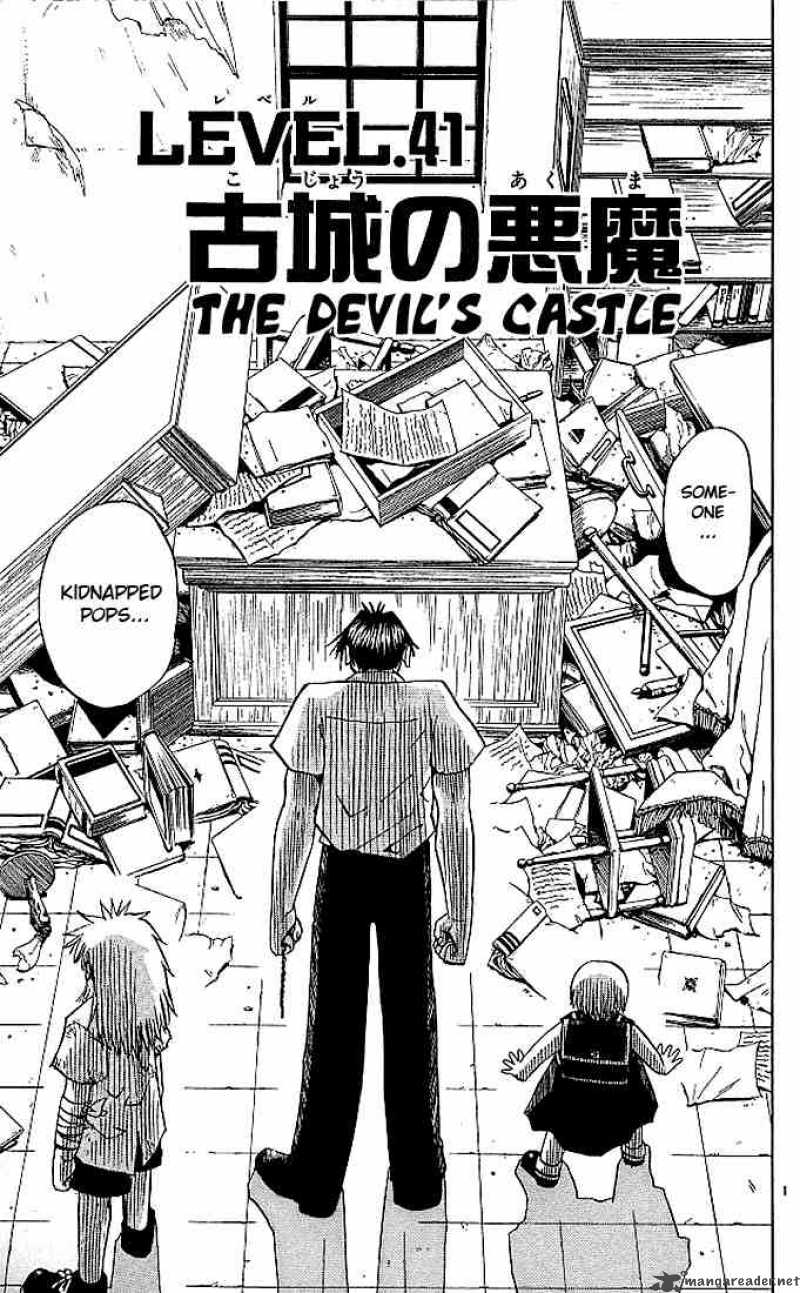 レベル
LEVEL.41
こじょう あくま
古城の悪魔
THE DEVIL'S CASTLE
SOME-
ONE
...
KIDNAPPED
POPS...
1
mangareader.net